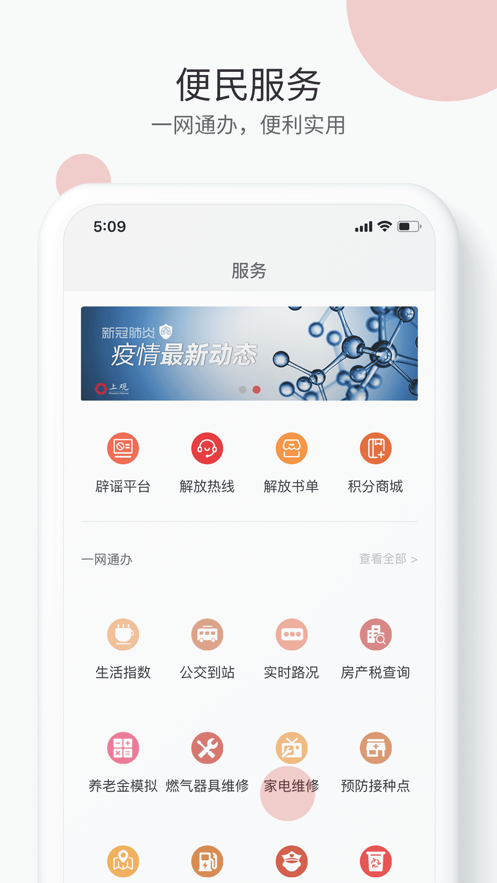 便民服务
一网通办，便利实用
5:09
服务
新冠肺炎
疫情最新动态
上观
辟谣平台 解放热线 解放书单 积分商城
一网通办 查看全部 >
生活指数 公交到站 实时路况 房产税查询
养老金模拟 燃气器具维修 家电维修 预防接种点